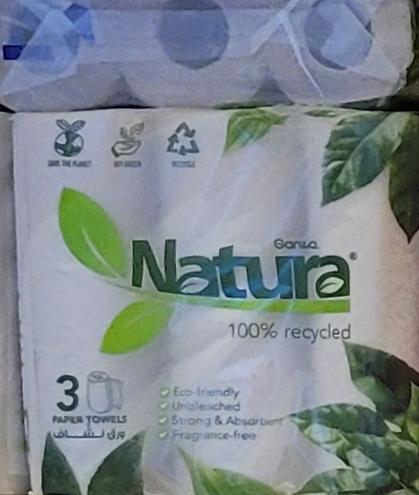 SAVE THE PLANET
BUY GREEN
RECYCLE
Sanita
Natura®
100% recycled
3
PAPER TOWELS
ورق نشاف
Eco-friendly
Unbleached
Strong & Absorbent
Fragrance-free